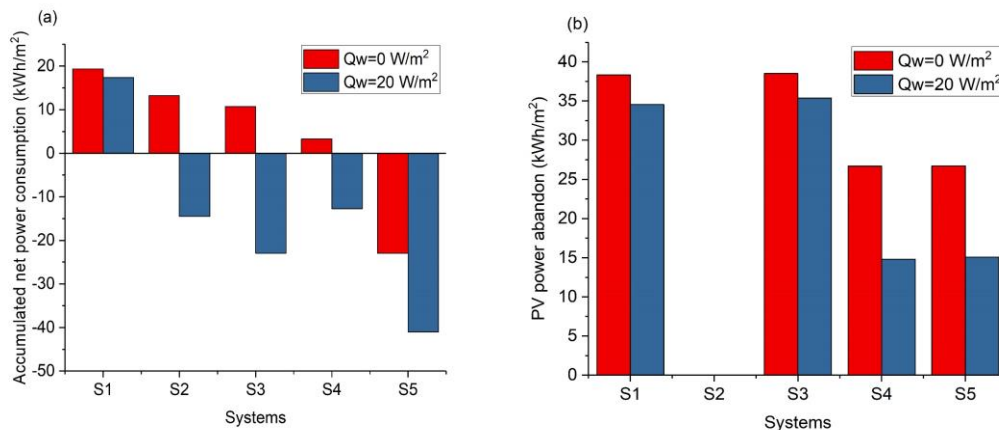 (a)
Accumulated net power consumption (kWh/m²)
20
10
0
-10
-20
-30
-40
-50
Qw=0 W/m²
Qw=20 W/m²
S1 S2 S3 S4 S5
Systems
(b)
PV power abandon (kWh/m²)
40
35
30
25
20
15
10
5
0
Qw=0 W/m²
Qw=20 W/m²
S1 S2 S3 S4 S5
Systems